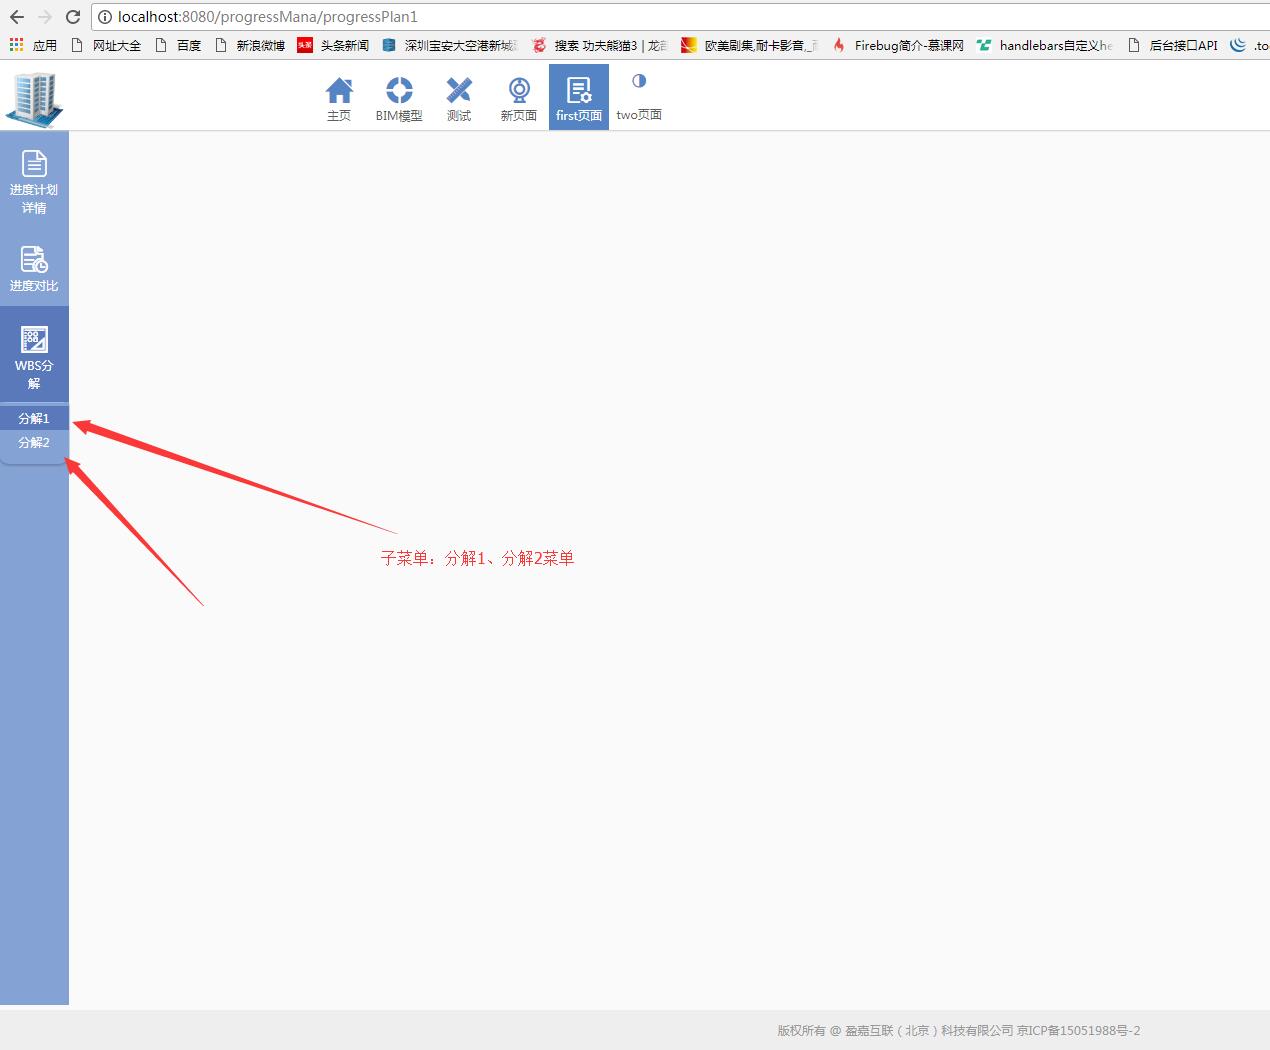 localhost:8080/progressMana/progressPlan1
应用 网址大全 百度 新浪微博 头条 头条新闻 深圳宝安大空港新城 搜索 功夫熊猫3 | 龙 欧美剧集,耐卡影音,_ Firebug简介-慕课网 handlebars自定义he 后台接口API .to
主页 BIM模型 测试 新页面 first页面 two页面
进度计划
详情
进度对比
WBS分
解
分解1
分解2
子菜单：分解1、分解2菜单
版权所有 @ 盈嘉互联（北京）科技有限公司 京ICP备15051988号-2